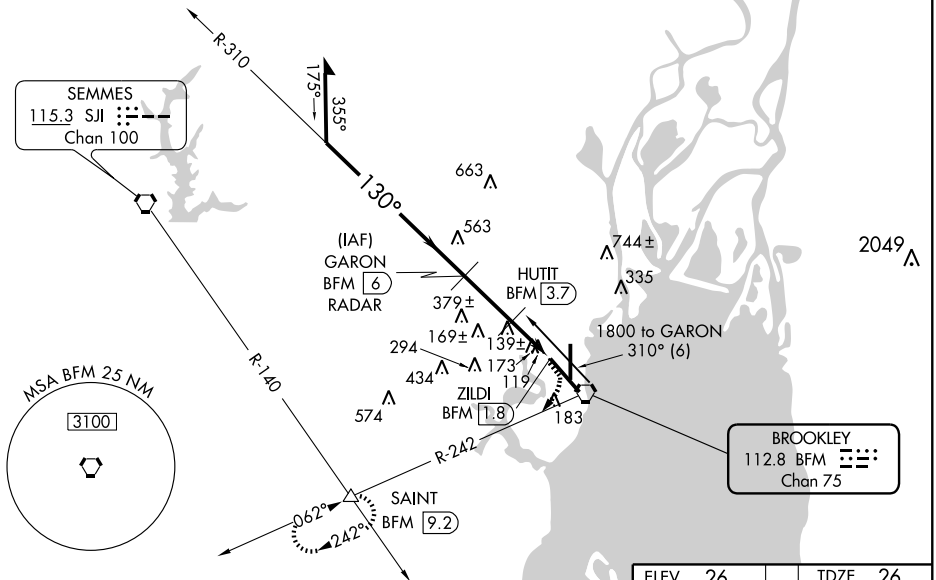 R-310
175°
355°
SEMMES
115.3 SJI
Chan 100
130°
663
563
(IAF)
GARON
BFM 6
RADAR
HUTIT
BFM 3.7
744±
335
2049
379±
169±
139±
1800 to GARON
310° (6)
294
173
119
434
ZILDI
BFM 1.8
574
183
R-140
MSA BFM 25 NM
3100
R-242
BROOKLEY
112.8 BFM
Chan 75
SAINT
BFM 9.2
062°
242°
ELEV 26
TDZE 26